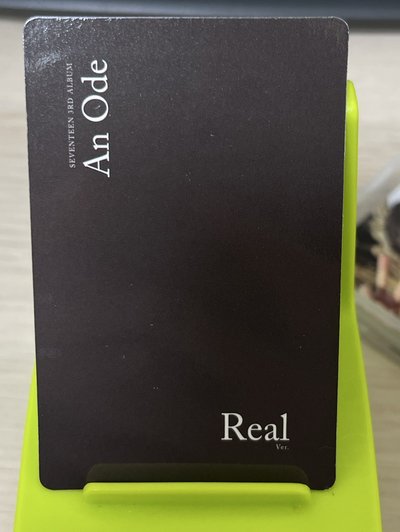 SEVENTEEN 3RD ALBUM
An Ode
Real
Ver.